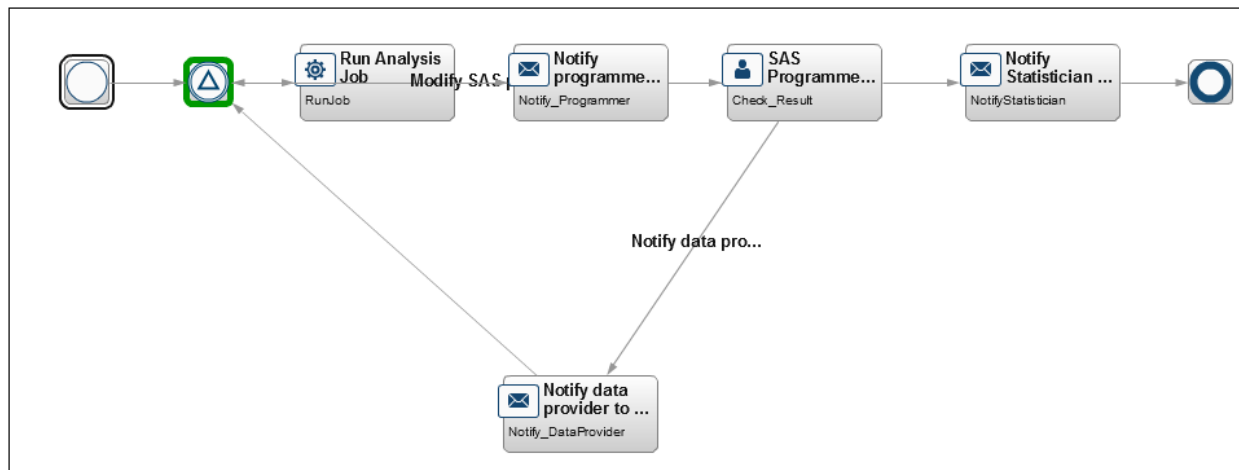 Run Analysis
Job
RunJob
Modify SAS p
Notify
programme...
Notify_Programmer
SAS
Programme...
Check_Result
Notify
Statistician ...
NotifyStatistician
Notify data pro...
Notify data
provider to ...
Notify_DataProvider